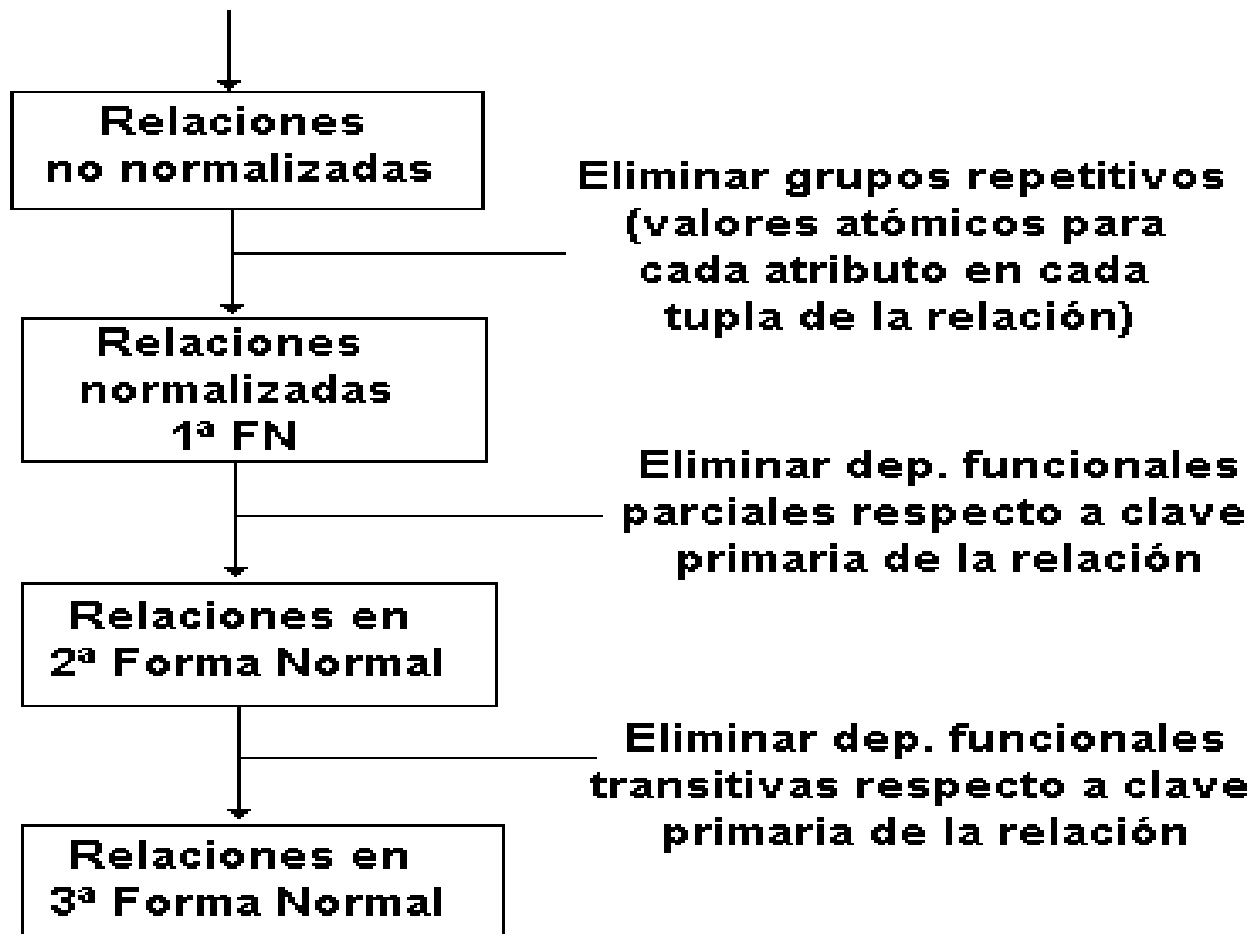 Relaciones
no normalizadas
Eliminar grupos repetitivos
(valores atómicos para
cada atributo en cada
tupla de la relación)
Relaciones
normalizadas
1ª FN
Eliminar dep. funcionales
parciales respecto a clave
primaria de la relación
Relaciones en
2ª Forma Normal
Eliminar dep. funcionales
transitivas respecto a clave
primaria de la relación
Relaciones en
3ª Forma Normal